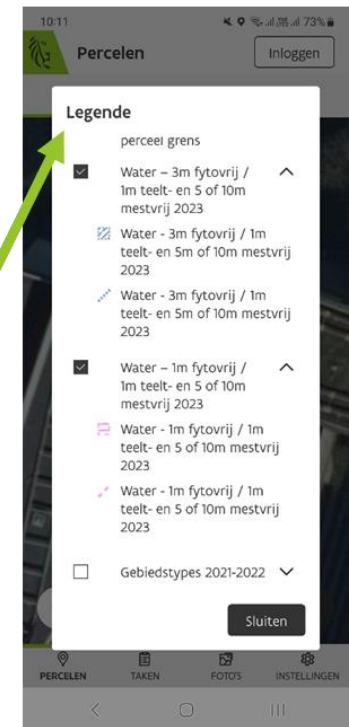 10:11
73%
Percelen
Inloggen
Legende
perceel grens
Water – 3m fytovrij /
1m teelt- en 5 of 10m
mestvrij 2023
Water - 3m fytovrij / 1m
teelt- en 5m of 10m mestvrij
2023
Water - 3m fytovrij / 1m
teelt- en 5m of 10m mestvrij
2023
Water – 1m fytovrij /
1m teelt- en 5 of 10m
mestvrij 2023
Water - 1m fytovrij / 1m
teelt- en 5 of 10m mestvrij
2023
Water - 1m fytovrij / 1m
teelt- en 5 of 10m mestvrij
2023
Gebiedstypes 2021-2022
Sluiten
PERCELEN
TAKEN
FOTO'S
INSTELLINGEN